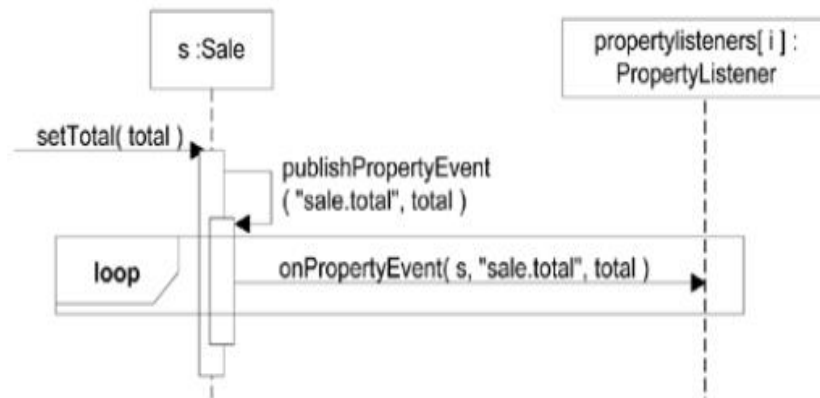 s :Sale
propertylisteners[ i ] :
PropertyListener
setTotal( total )
publishPropertyEvent
( "sale.total", total )
loop
onPropertyEvent( s, "sale.total", total )